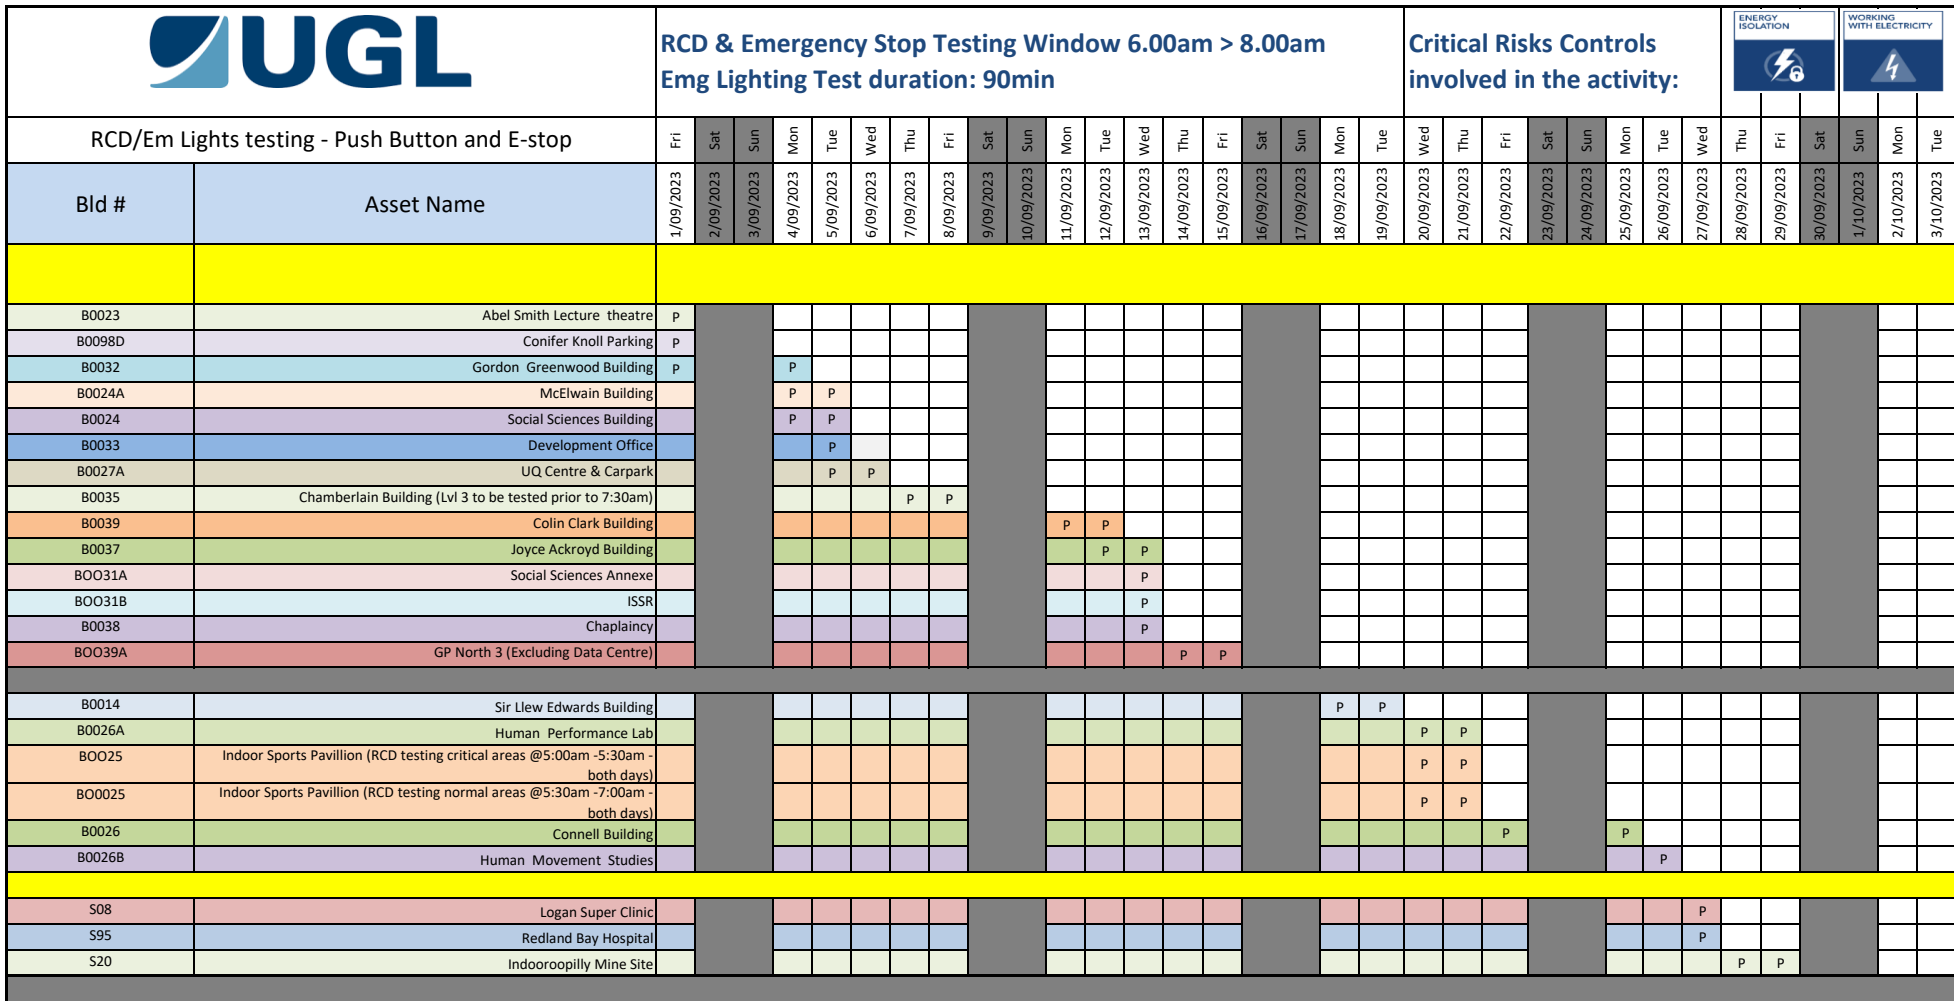 UGL
RCD & Emergency Stop Testing Window 6.00am > 8.00am
Emg Lighting Test duration: 90min
Critical Risks Controls
involved in the activity:
ENERGY
ISOLATION
WORKING
WITH ELECTRICITY
RCD/Em Lights testing - Push Button and E-stop
Fri Sat Sun Mon Tue Wed Thu Fri Sat Sun Mon Tue Wed Thu Fri Sat Sun Mon Tue Wed Thu Fri Sat Sun Mon Tue Wed Thu Fri Sat Sun Mon Tue
Bld # Asset Name 1/09/2023 2/09/2023 3/09/2023 4/09/2023 5/09/2023 6/09/2023 7/09/2023 8/09/2023 9/09/2023 10/09/2023 11/09/2023 12/09/2023 13/09/2023 14/09/2023 15/09/2023 16/09/2023 17/09/2023 18/09/2023 19/09/2023 20/09/2023 21/09/2023 22/09/2023 23/09/2023 24/09/2023 25/09/2023 26/09/2023 27/09/2023 28/09/2023 29/09/2023 30/09/2023 1/10/2023 2/10/2023 3/10/2023
B0023 Abel Smith Lecture theatre P
B0098D Conifer Knoll Parking P
B0032 Gordon Greenwood Building P P
B0024A McElwain Building P P
B0024 Social Sciences Building P P
B0033 Development Office P
B0027A UQ Centre & Carpark P P
B0035 Chamberlain Building (Lvl 3 to be tested prior to 7:30am) P P
B0039 Colin Clark Building P P
B0037 Joyce Ackroyd Building P P
BOO31A Social Sciences Annexe P
BOO31B ISSR P
B0038 Chaplaincy P
BOO39A GP North 3 (Excluding Data Centre) P P
B0014 Sir Llew Edwards Building P P
B0026A Human Performance Lab P P
BOO25 Indoor Sports Pavillion (RCD testing critical areas @5:00am -5:30am -
both days) P P
BO0025 Indoor Sports Pavillion (RCD testing normal areas @5:30am -7:00am -
both days) P P
B0026 Connell Building P P
B0026B Human Movement Studies P
S08 Logan Super Clinic P
S95 Redland Bay Hospital P
S20 Indooroopilly Mine Site P P